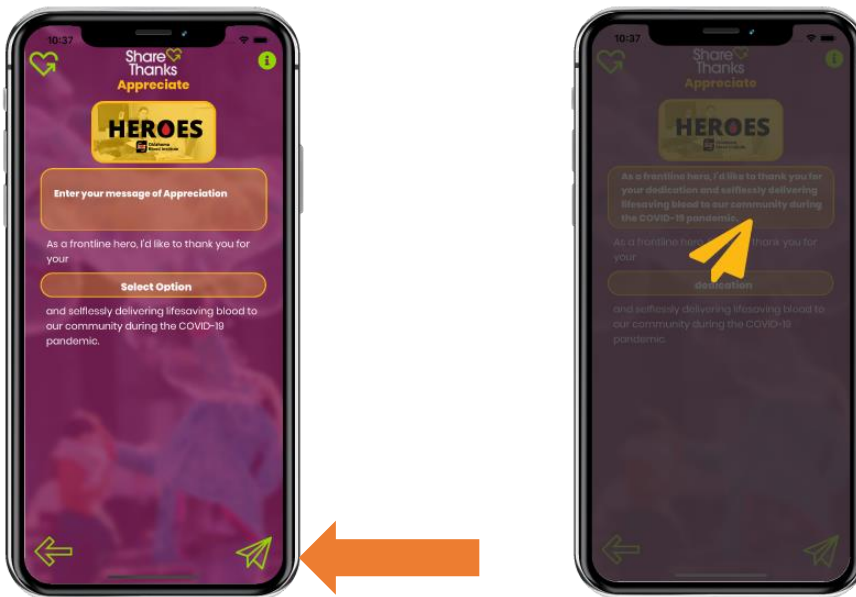 10:37
Share
Thanks
Appreciate
HEROES
Oklahoma
Blood Institute
Enter your message of Appreciation
As a frontline hero, I'd like to thank you for
your
Select Option
and selflessly delivering lifesaving blood to
our community during the COVID-19
pandemic.
10:37
Share
Thanks
Appreciate
HEROES
As a frontline hero, I'd like to thank you for
your dedication and selflessly delivering
lifesaving blood to our community during
the COVID-19 pandemic.
As a frontline hero, thank you for
your
dedication
and selflessly delivering lifesaving blood to
our community during the COVID-19
pandemic.